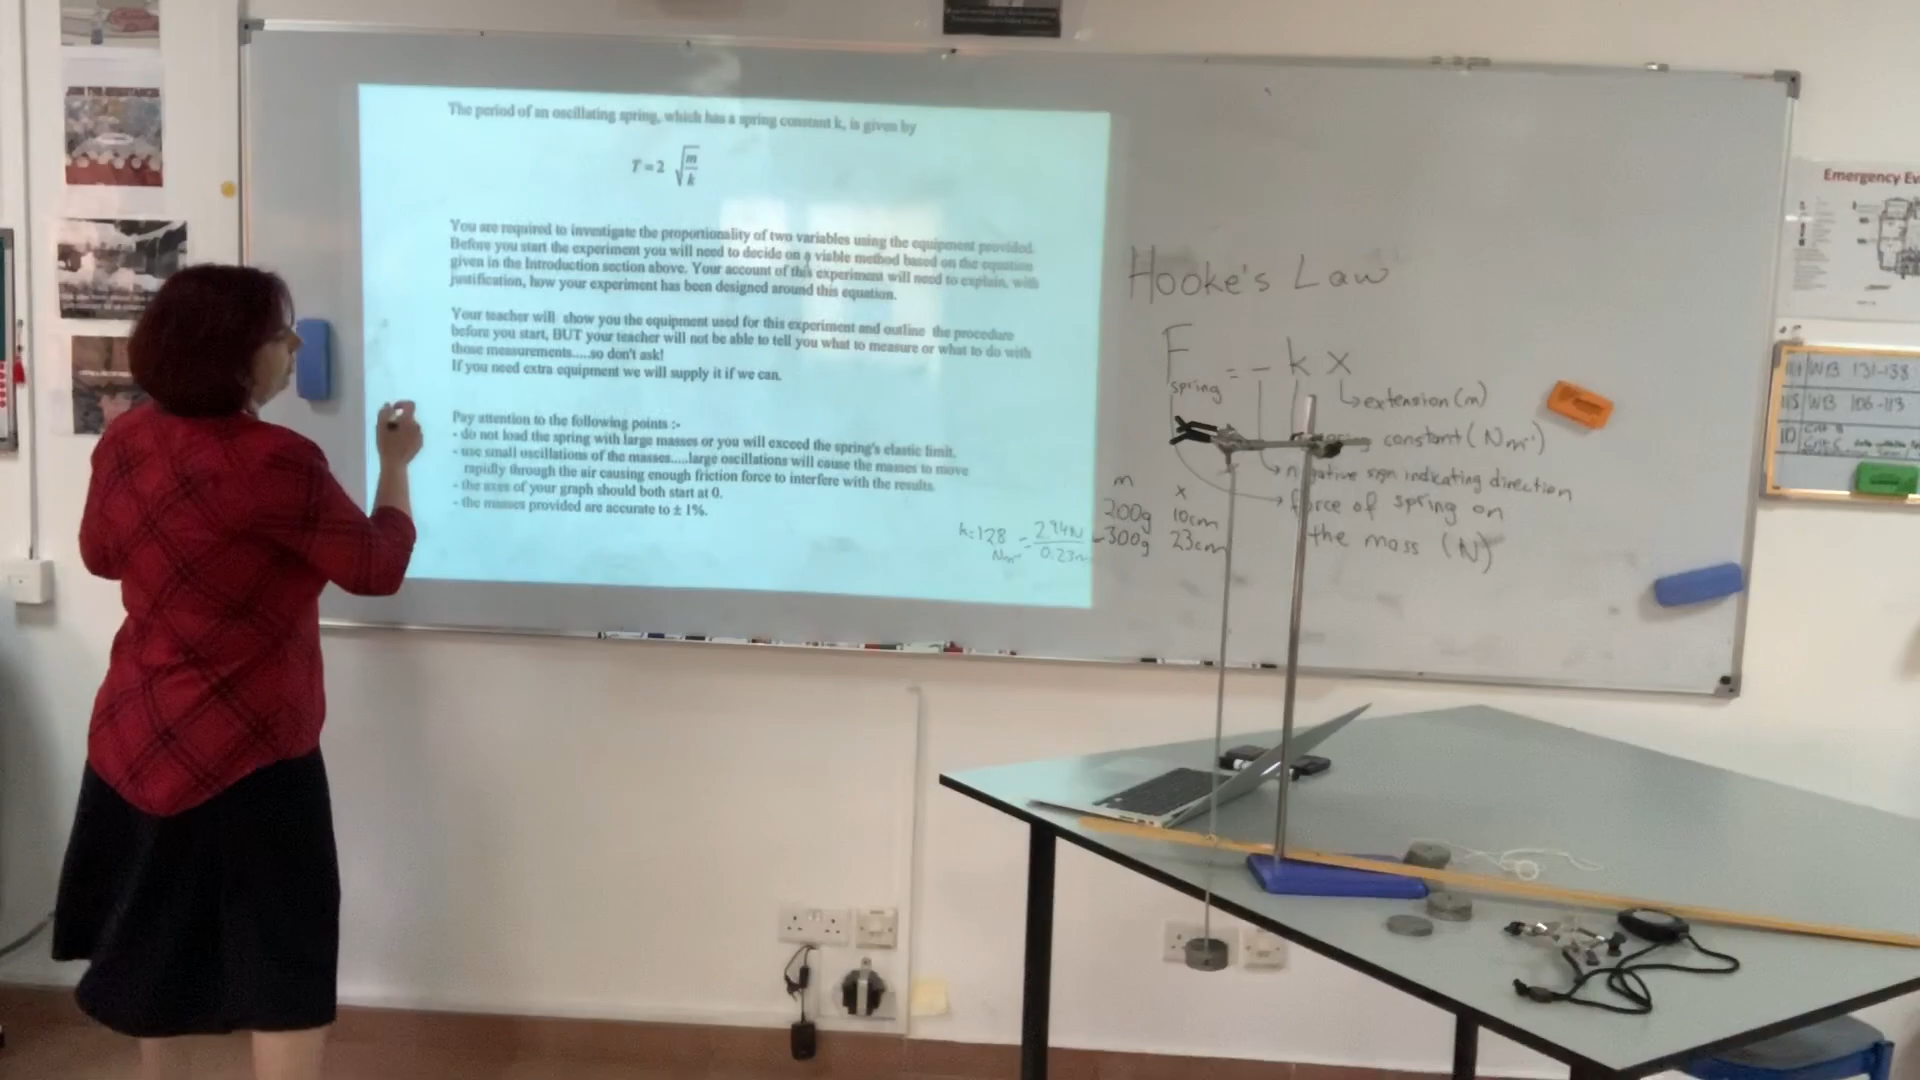 The period of an oscillating spring, which has a spring constant k, is given by
T = 2 √ m
k
You are required to investigate the proportionality of two variables using the equipment provided.
Before you start the experiment you will need to decide on a viable method based on the equation
given in the Introduction section above. Your account of this experiment will need to explain, with
justification, how your experiment has been designed around this equation.
Your teacher will show you the equipment used for this experiment and outline the procedure
before you start, BUT your teacher will not be able to tell you what to measure or what to do with
those measurements.....so don't ask!
If you need extra equipment we will supply it if we can.
Pay attention to the following points :-
- do not load the spring with large masses or you will exceed the spring's elastic limit.
- use small oscillations of the masses.....large oscillations will cause the masses to move
rapidly through the air causing enough friction force to interfere with the results.
- the axes of your graph should both start at 0.
- the masses provided are accurate to ± 1%.
Hooke's Law
F spring = - k x
extension (m)
constant (Nm⁻¹)
negative sign indicating direction
force of spring on
the mass (N)
m x
200g 10cm
300g 23cm
k=128 Nm⁻¹ = 2.94N
0.23m
Emergency Ev
WB 131-138
11S WB 106-113
10